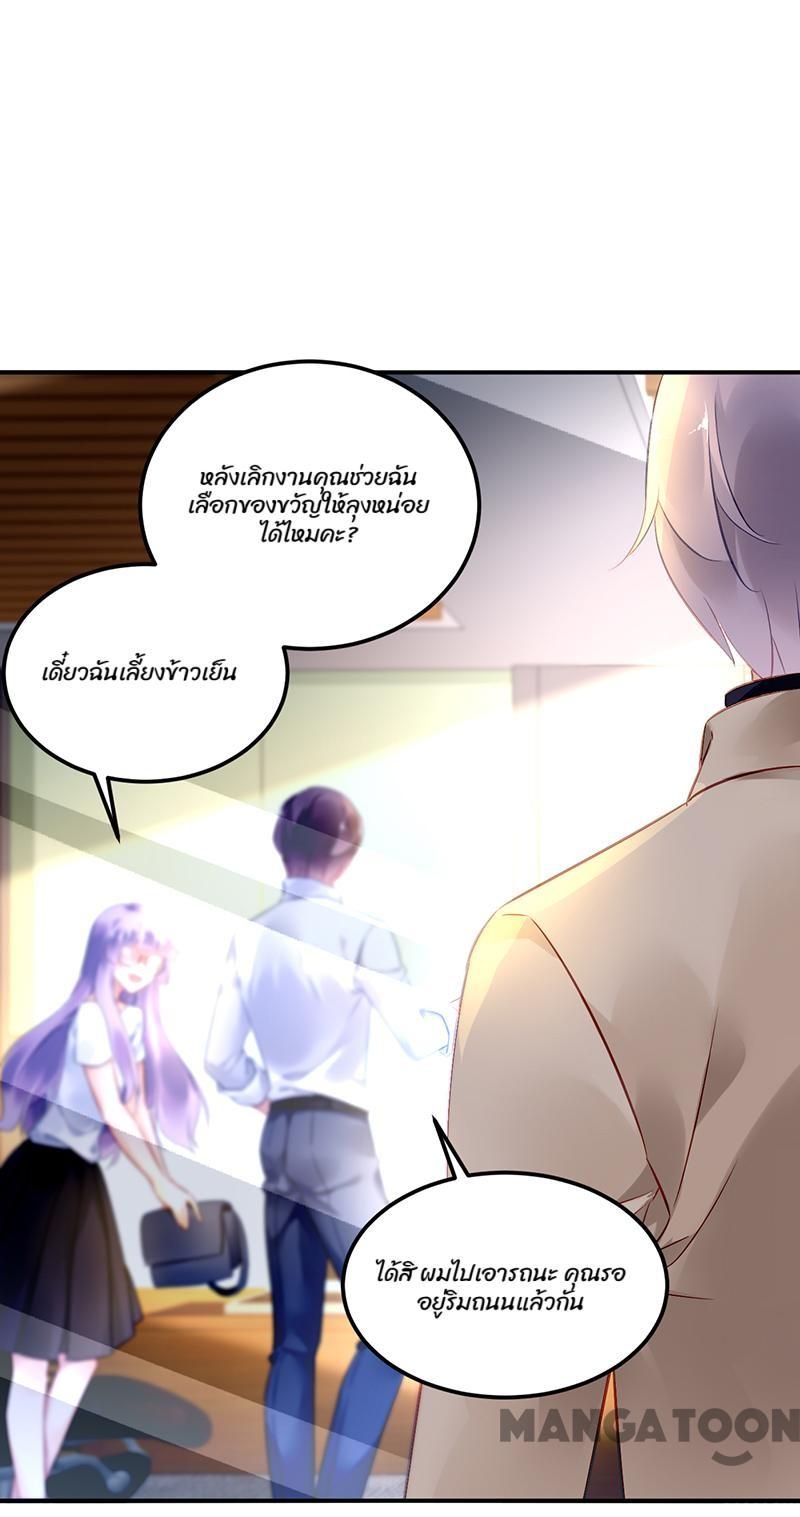 หลังเลิกงานคุณช่วยฉัน
เลือกของขวัญให้ลุงหน่อย
ได้ไหมคะ?
เดี๋ยวฉันเลี้ยงข้าวเย็น
ได้สิ ผมไปเอารถนะ คุณรอ
อยู่ริมถนนแล้วกัน
MANGATOON